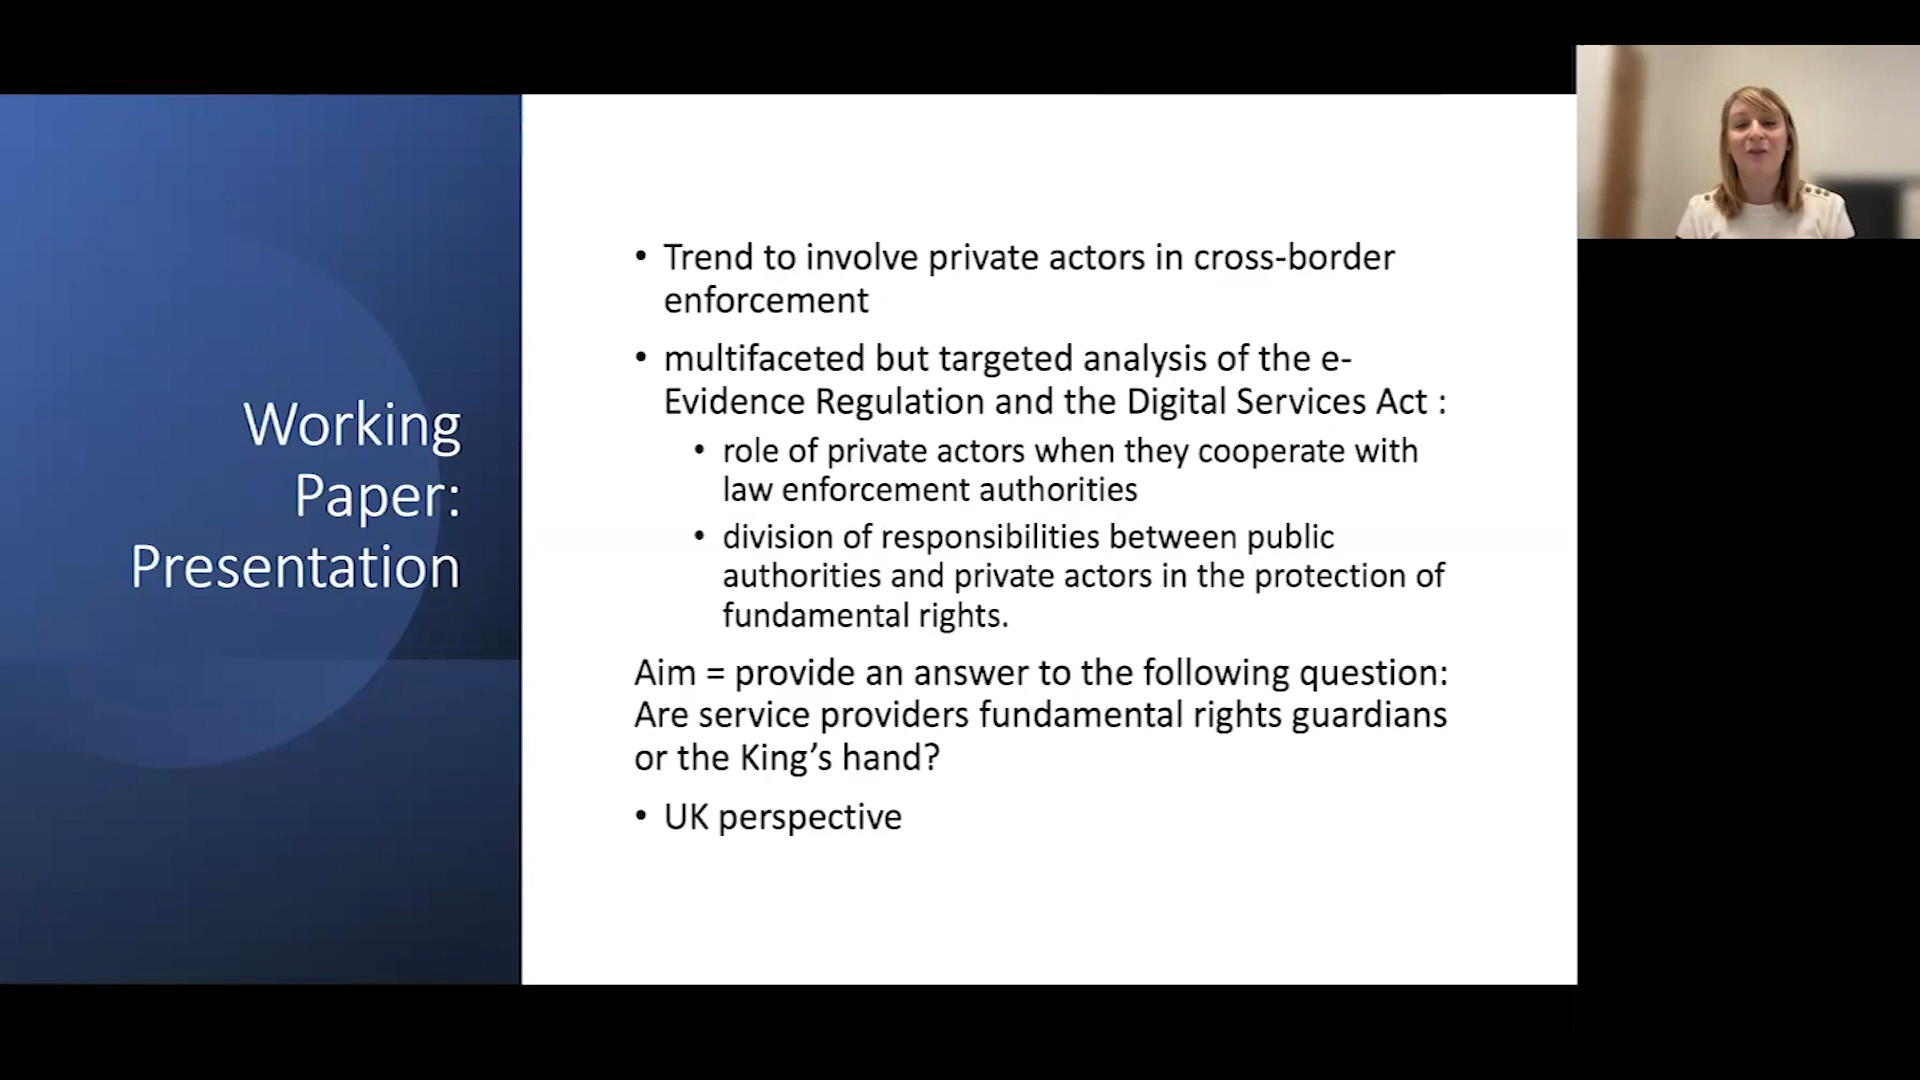 Working
Paper:
Presentation
• Trend to involve private actors in cross-border
enforcement
• multifaceted but targeted analysis of the e-
Evidence Regulation and the Digital Services Act :
• role of private actors when they cooperate with
law enforcement authorities
• division of responsibilities between public
authorities and private actors in the protection of
fundamental rights.
Aim = provide an answer to the following question:
Are service providers fundamental rights guardians
or the King’s hand?
• UK perspective